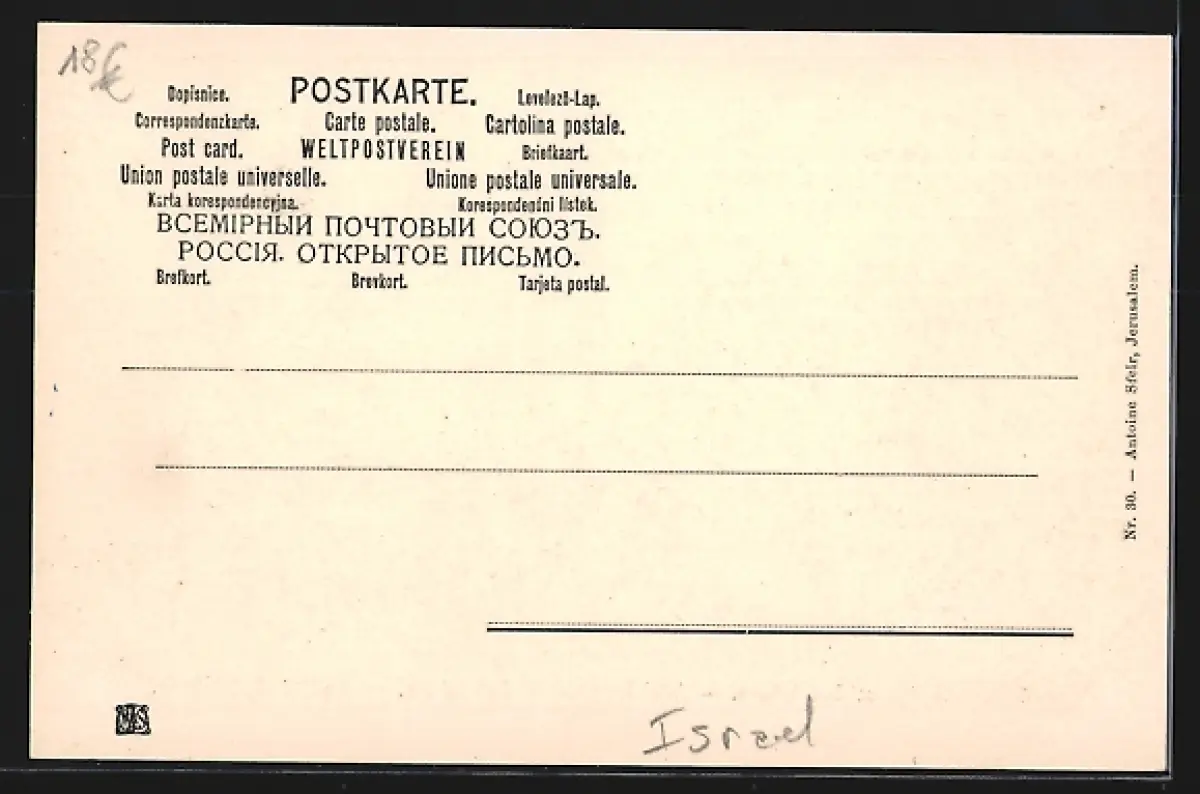 18 €
Dopisnice. POSTKARTE. Levelező-Lap.
Correspondenzkarte. Carte postale. Cartolina postale.
Post card. WELTPOSTVEREIN Briefkaart.
Union postale universelle. Unione postale universale.
Karta korespondencyjna. Korespondenční lístek.
ВСЕМІРНЫЙ ПОЧТОВЫЙ СОЮЗЪ.
РОССІЯ. ОТКРЫТОЕ ПИСЬМО.
Brefkort. Brevkort. Tarjeta postal.
Nr. 30. — Antoine Sfeir, Jerusalem.
Israel